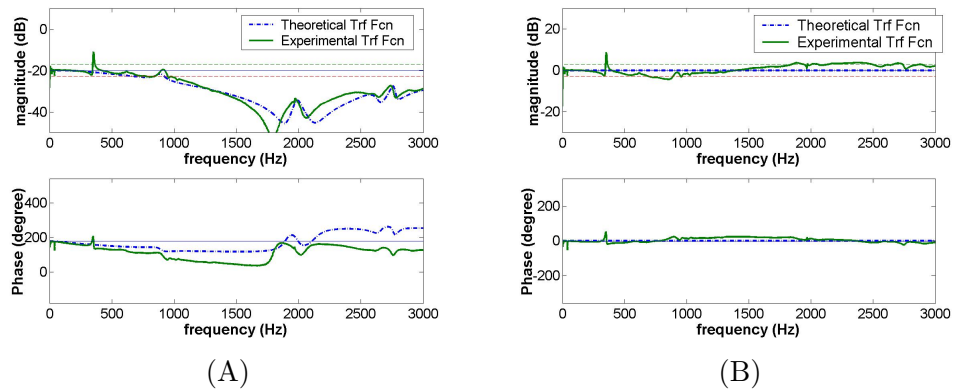 magnitude (dB)
0
-20
-40
Theoretical Trf Fcn
Experimental Trf Fcn
0 500 1000 1500 2000 2500 3000
frequency (Hz)
Phase (degree)
400
200
0
0 500 1000 1500 2000 2500 3000
frequency (Hz)
(A)
magnitude (dB)
20
0
-20
Theoretical Trf Fcn
Experimental Trf Fcn
0 500 1000 1500 2000 2500 3000
frequency (Hz)
Phase (degree)
200
0
-200
0 500 1000 1500 2000 2500 3000
frequency (Hz)
(B)